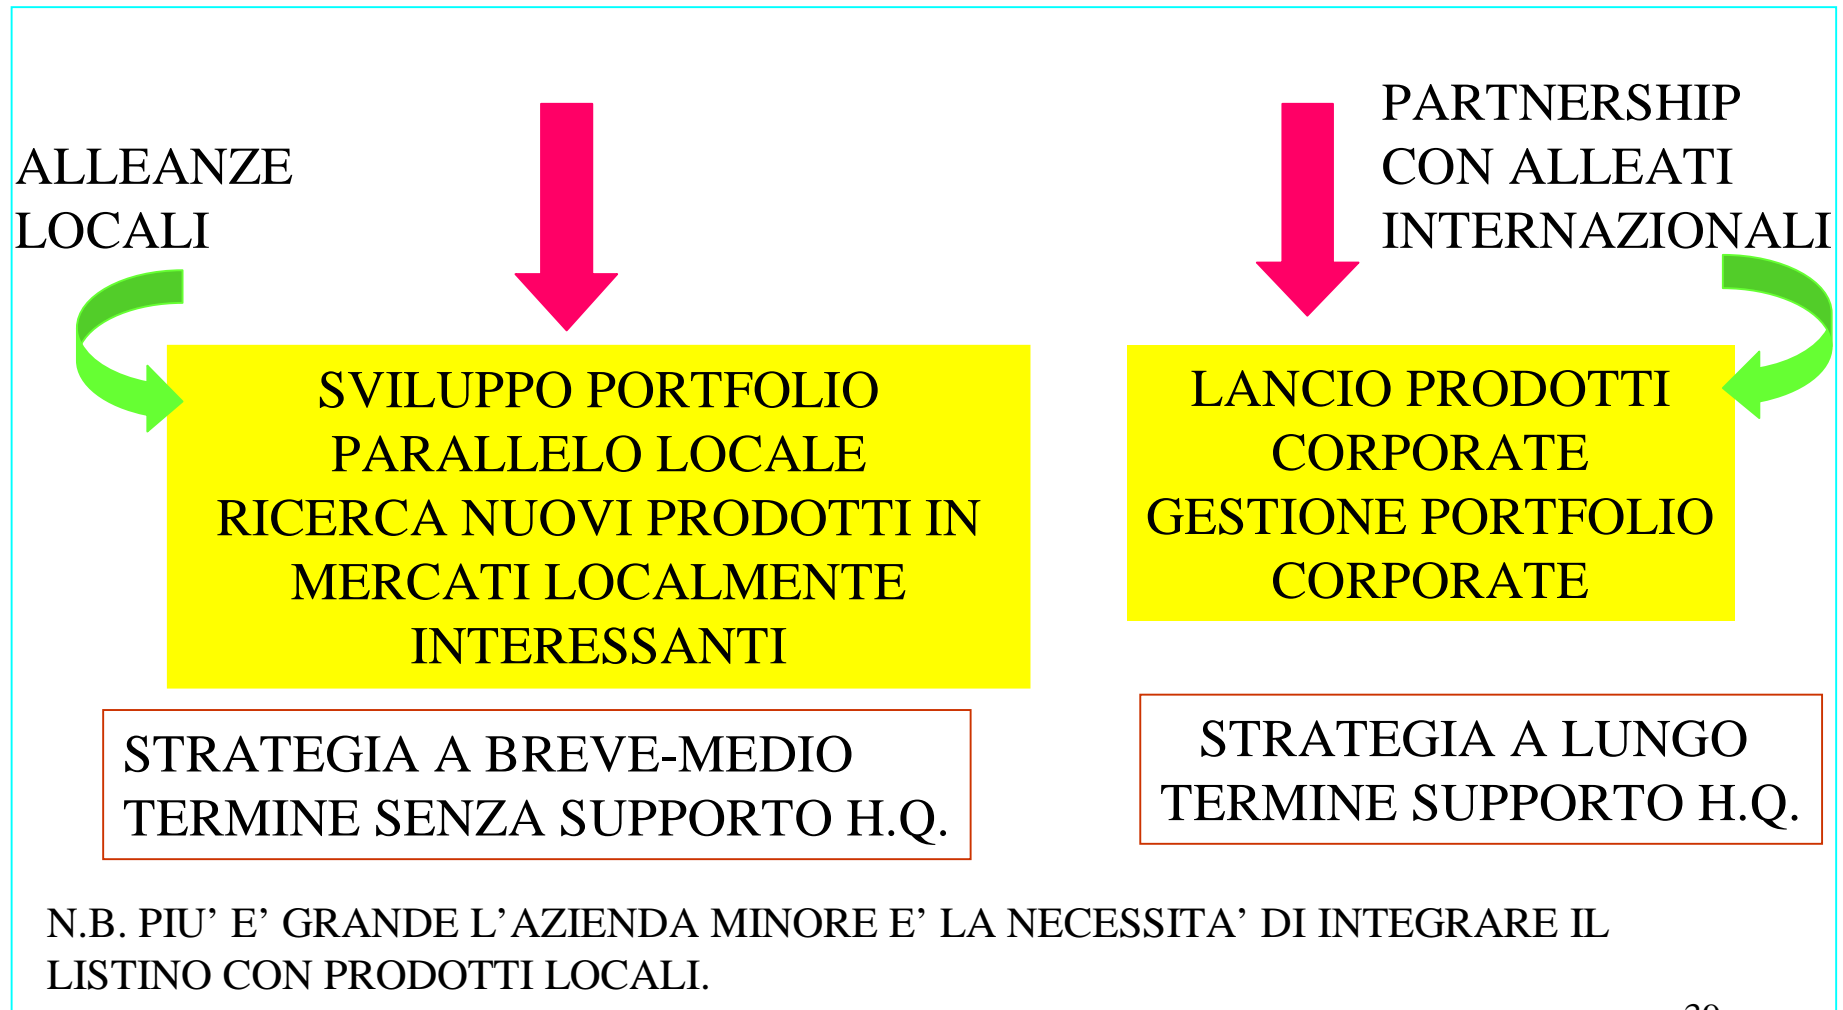 ALLEANZE
LOCALI
PARTNERSHIP
CON ALLEATI
INTERNAZIONALI
SVILUPPO PORTFOLIO
PARALLELO LOCALE
RICERCA NUOVI PRODOTTI IN
MERCATI LOCALMENTE
INTERESSANTI
LANCIO PRODOTTI
CORPORATE
GESTIONE PORTFOLIO
CORPORATE
STRATEGIA A BREVE-MEDIO
TERMINE SENZA SUPPORTO H.Q.
STRATEGIA A LUNGO
TERMINE SUPPORTO H.Q.
N.B. PIU’ E’ GRANDE L’AZIENDA MINORE E’ LA NECESSITA’ DI INTEGRARE IL
LISTINO CON PRODOTTI LOCALI.